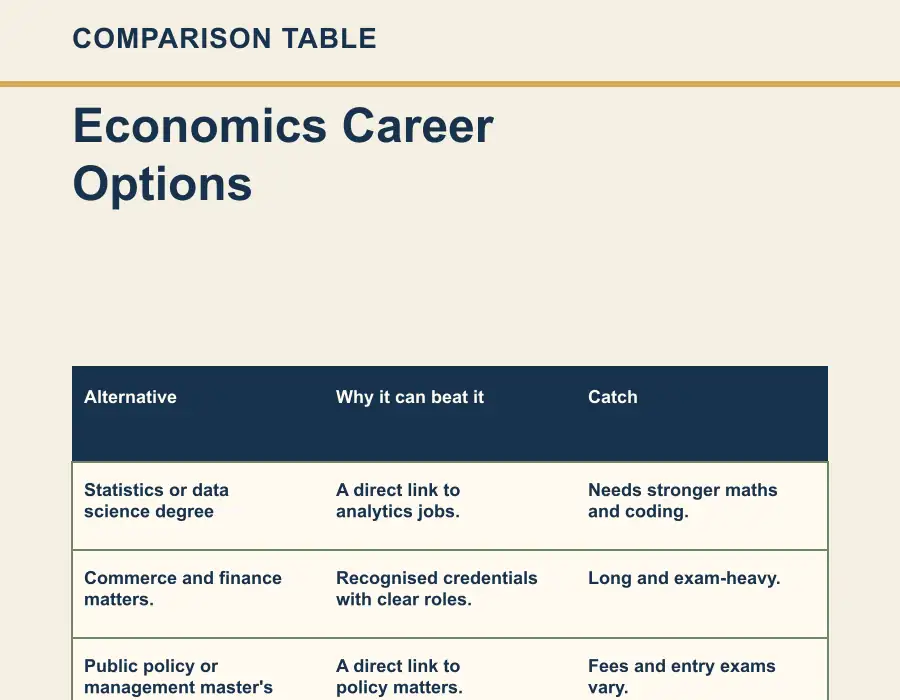 COMPARISON TABLE
Economics Career
Options
Alternative
Why it can beat it
Catch
Statistics or data
science degree
A direct link to
analytics jobs.
Needs stronger maths
and coding.
Commerce and finance
matters.
Recognised credentials
with clear roles.
Long and exam-heavy.
Public policy or
management master's
A direct link to
policy matters.
Fees and entry exams
vary.